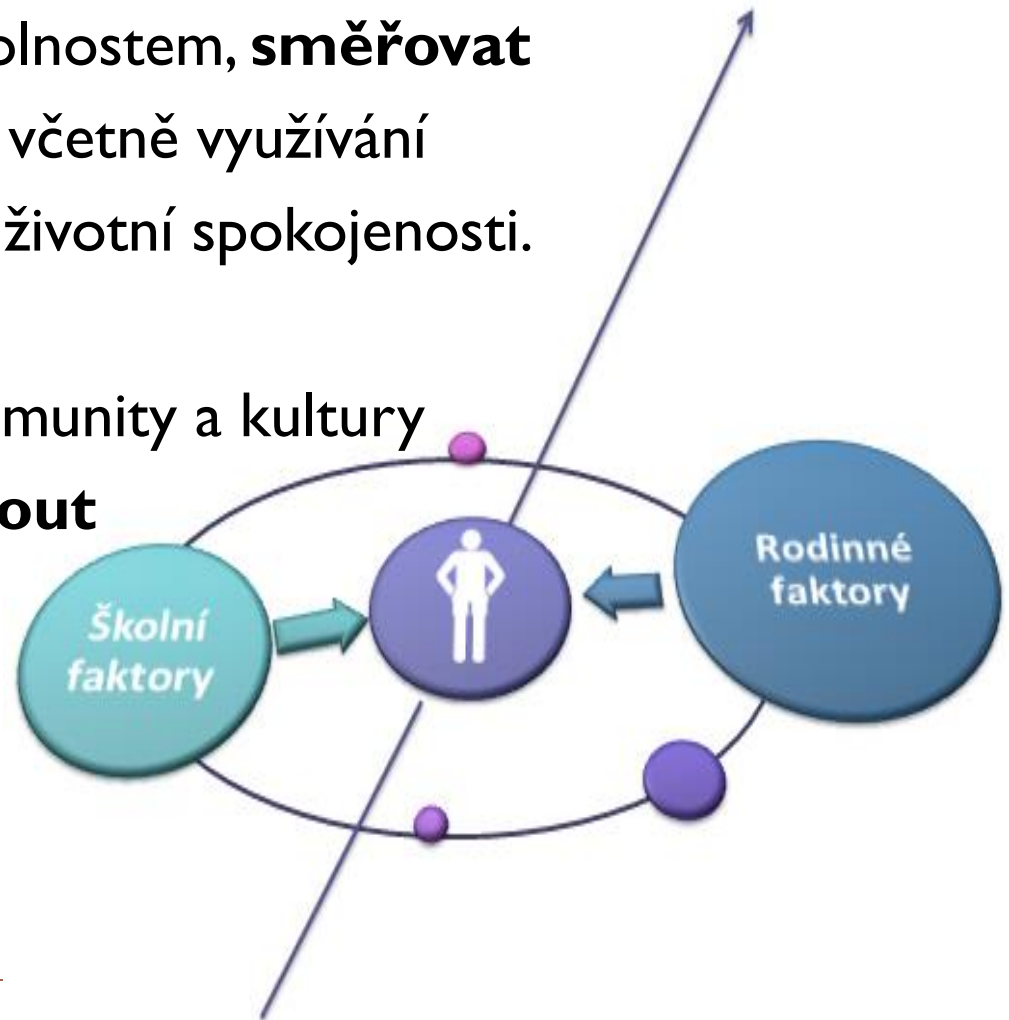 olnostem, směřovat
včetně využívání
životní spokojenosti.
munity a kultury
out
Rodinné
faktory
Školní
faktory